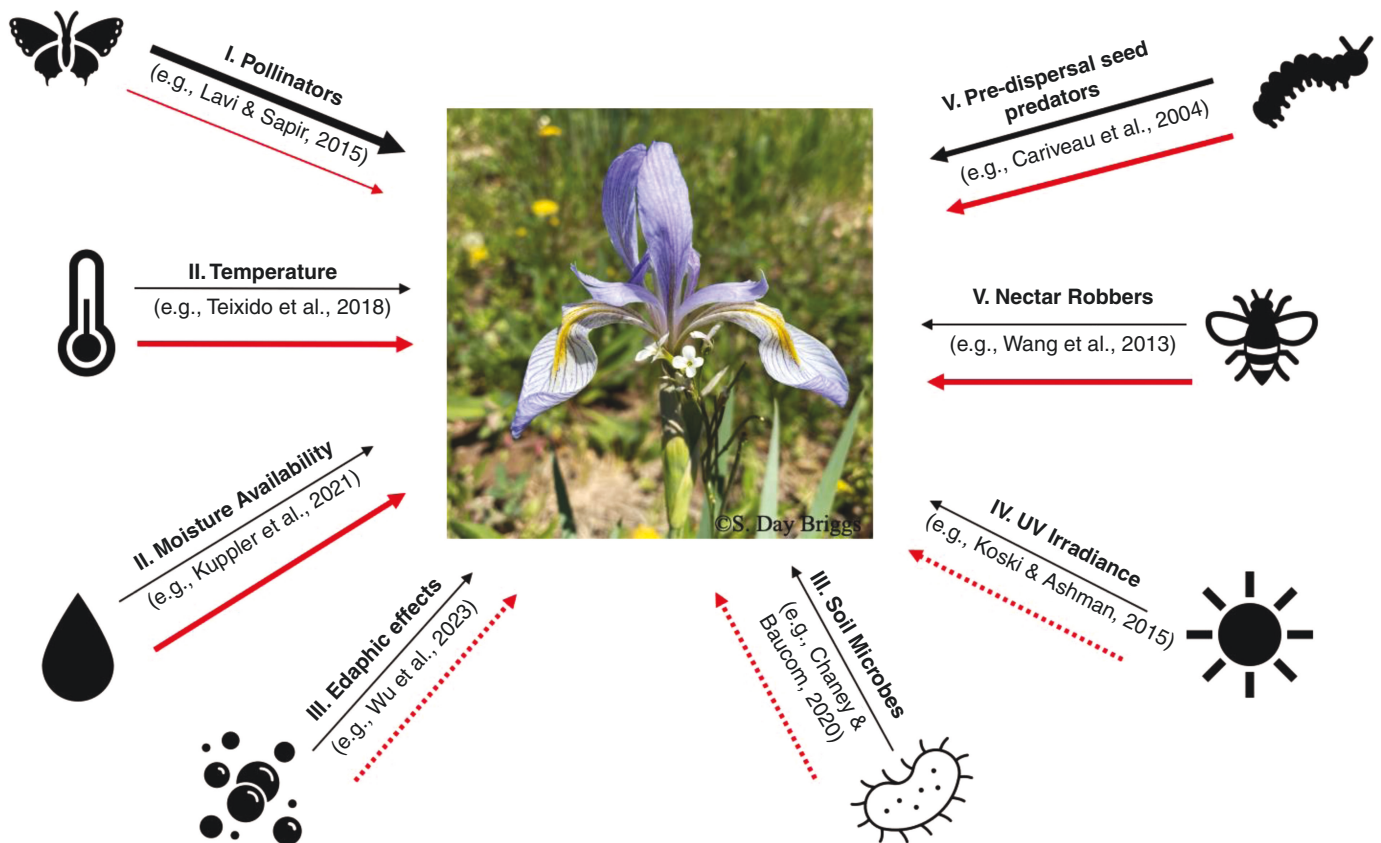 I. Pollinators
(e.g., Lavi & Sapir, 2015)
V. Pre-dispersal seed
predators
(e.g., Cariveau et al., 2004)
II. Temperature
(e.g., Teixido et al., 2018)
V. Nectar Robbers
(e.g., Wang et al., 2013)
II. Moisture Availability
(e.g., Kuppler et al., 2021)
©S. Day Briggs
IV. UV Irradiance
(e.g., Koski & Ashman, 2015)
III. Edaphic effects
(e.g., Wu et al., 2023)
III. Soil Microbes
(e.g., Chaney &
Baucom, 2020)